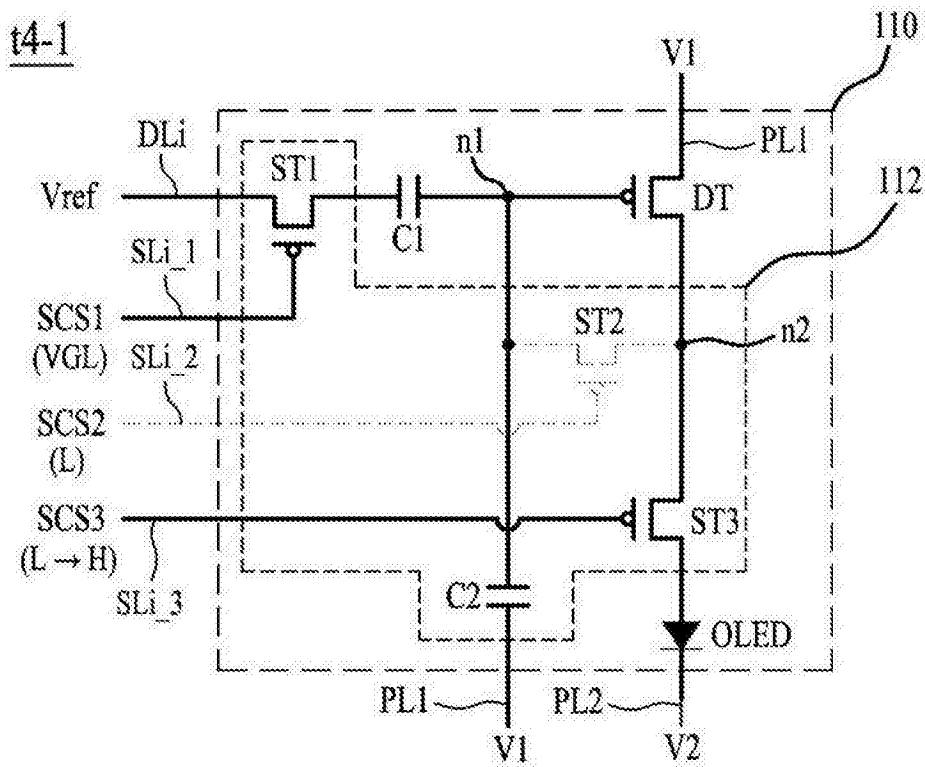 t4-1
110
V1
DLi
n1
PL1
ST1
112
Vref
DT
C1
SLi_1
ST2
SCS1
n2
(VGL)
SLi_2
SCS2
(L)
SCS3
ST3
(L → H)
C2
SLi_3
OLED
PL1
PL2
V1
V2